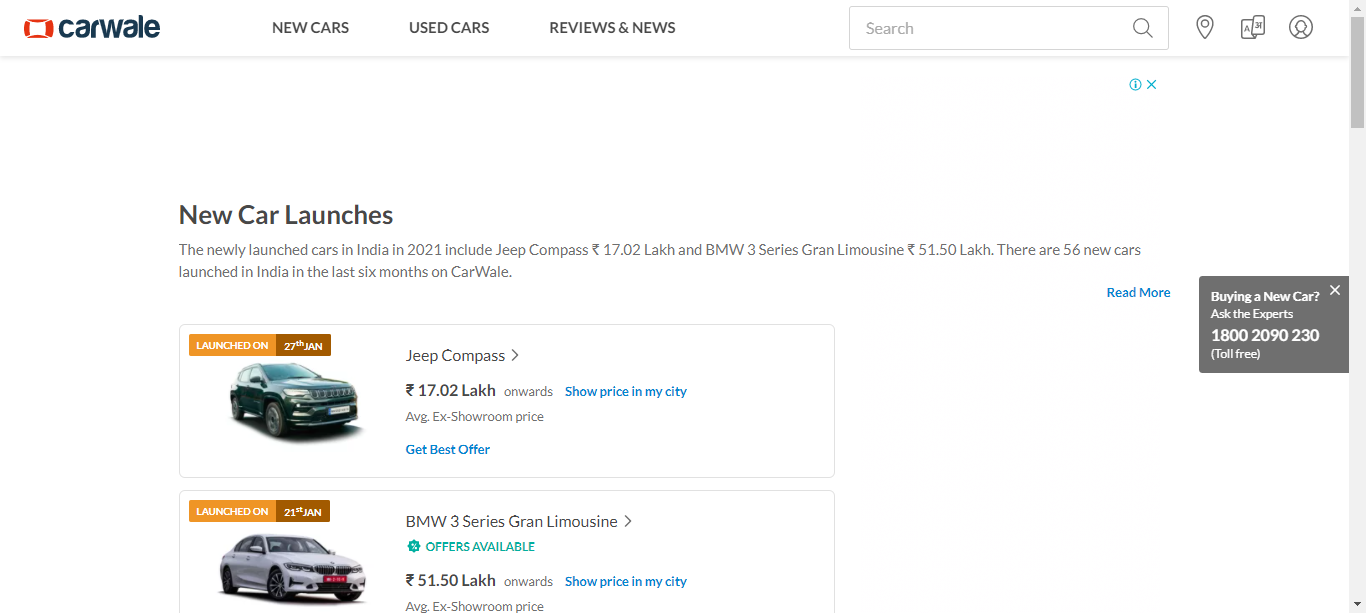 carwale
NEW CARS
USED CARS
REVIEWS & NEWS
Search
New Car Launches
The newly launched cars in India in 2021 include Jeep Compass ₹ 17.02 Lakh and BMW 3 Series Gran Limousine ₹ 51.50 Lakh. There are 56 new cars
launched in India in the last six months on CarWale.
Read More
Buying a New Car?
Ask the Experts
1800 2090 230
(Toll free)
LAUNCHED ON 27th JAN
Jeep Compass
₹ 17.02 Lakh onwards Show price in my city
Avg. Ex-Showroom price
Get Best Offer
LAUNCHED ON 21st JAN
BMW 3 Series Gran Limousine
OFFERS AVAILABLE
₹ 51.50 Lakh onwards Show price in my city
Avg. Ex-Showroom price